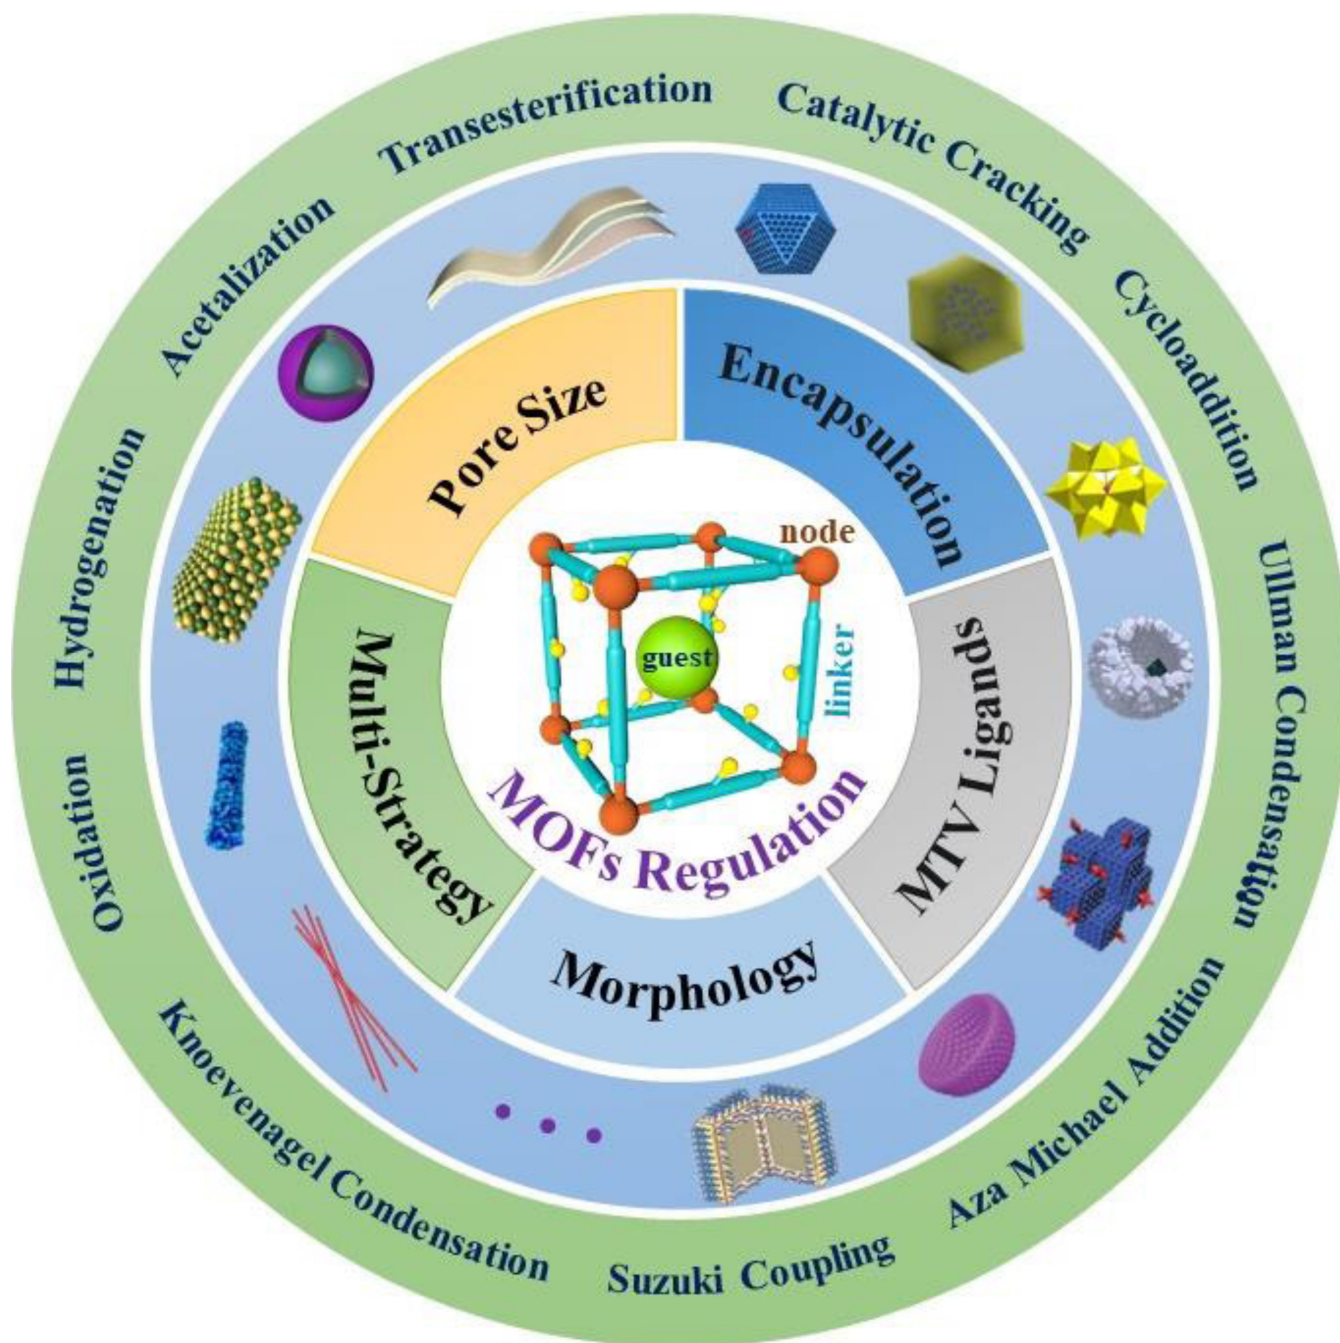 Transesterification
Catalytic Cracking
Cycloaddition
Ullman Condensation
Aza Michael Addition
Suzuki Coupling
Knoevenagel Condensation
Oxidation
Hydrogenation
Acetalization
Pore Size
Encapsulation
MTV Ligands
Morphology
Multi-Strategy
node
guest
linker
MOFs Regulation